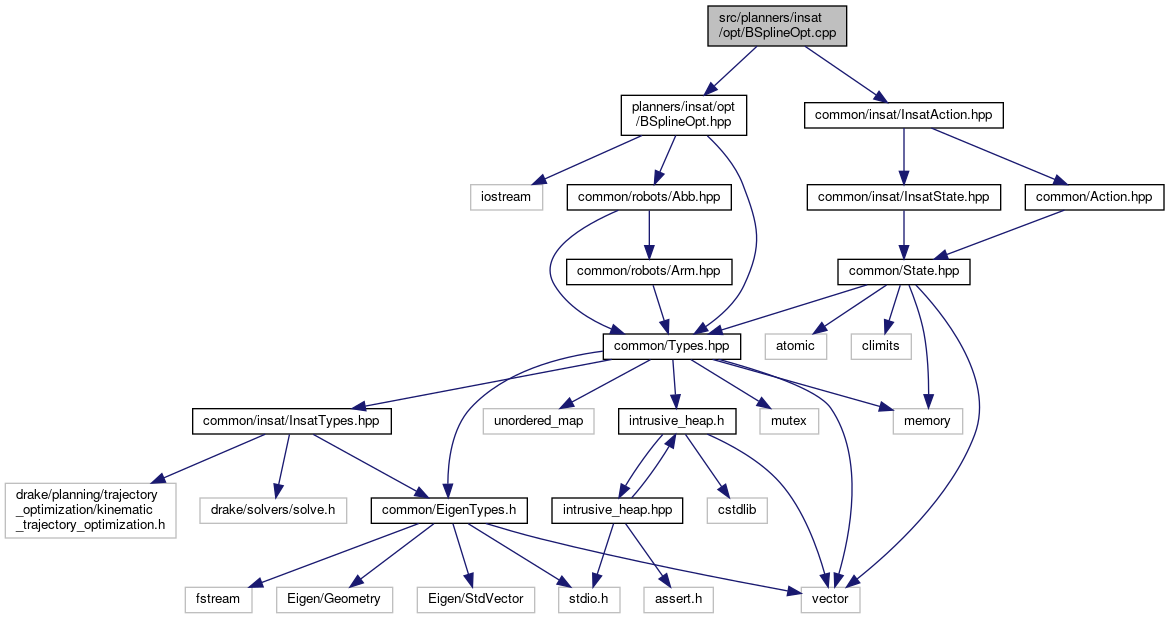 src/planners/insat
/opt/BSplineOpt.cpp
planners/insat/opt
/BSplineOpt.hpp
common/insat/InsatAction.hpp
iostream
common/robots/Abb.hpp
common/insat/InsatState.hpp
common/Action.hpp
common/robots/Arm.hpp
common/State.hpp
common/Types.hpp
atomic
climits
common/insat/InsatTypes.hpp
unordered_map
intrusive_heap.h
mutex
memory
drake/planning/trajectory
_optimization/kinematic
_trajectory_optimization.h
drake/solvers/solve.h
common/EigenTypes.h
intrusive_heap.hpp
cstdlib
fstream
Eigen/Geometry
Eigen/StdVector
stdio.h
assert.h
vector